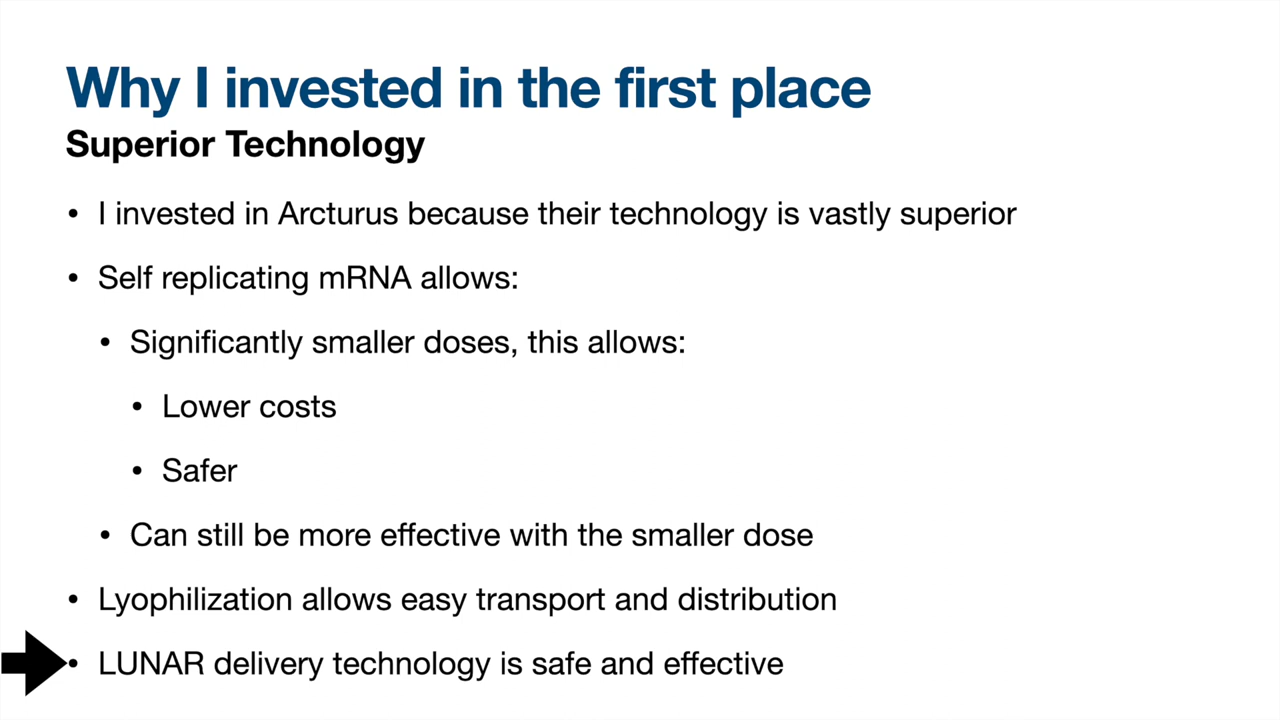 Why I invested in the first place
Superior Technology
• I invested in Arcturus because their technology is vastly superior
• Self replicating mRNA allows:
• Significantly smaller doses, this allows:
• Lower costs
• Safer
• Can still be more effective with the smaller dose
• Lyophilization allows easy transport and distribution
• LUNAR delivery technology is safe and effective